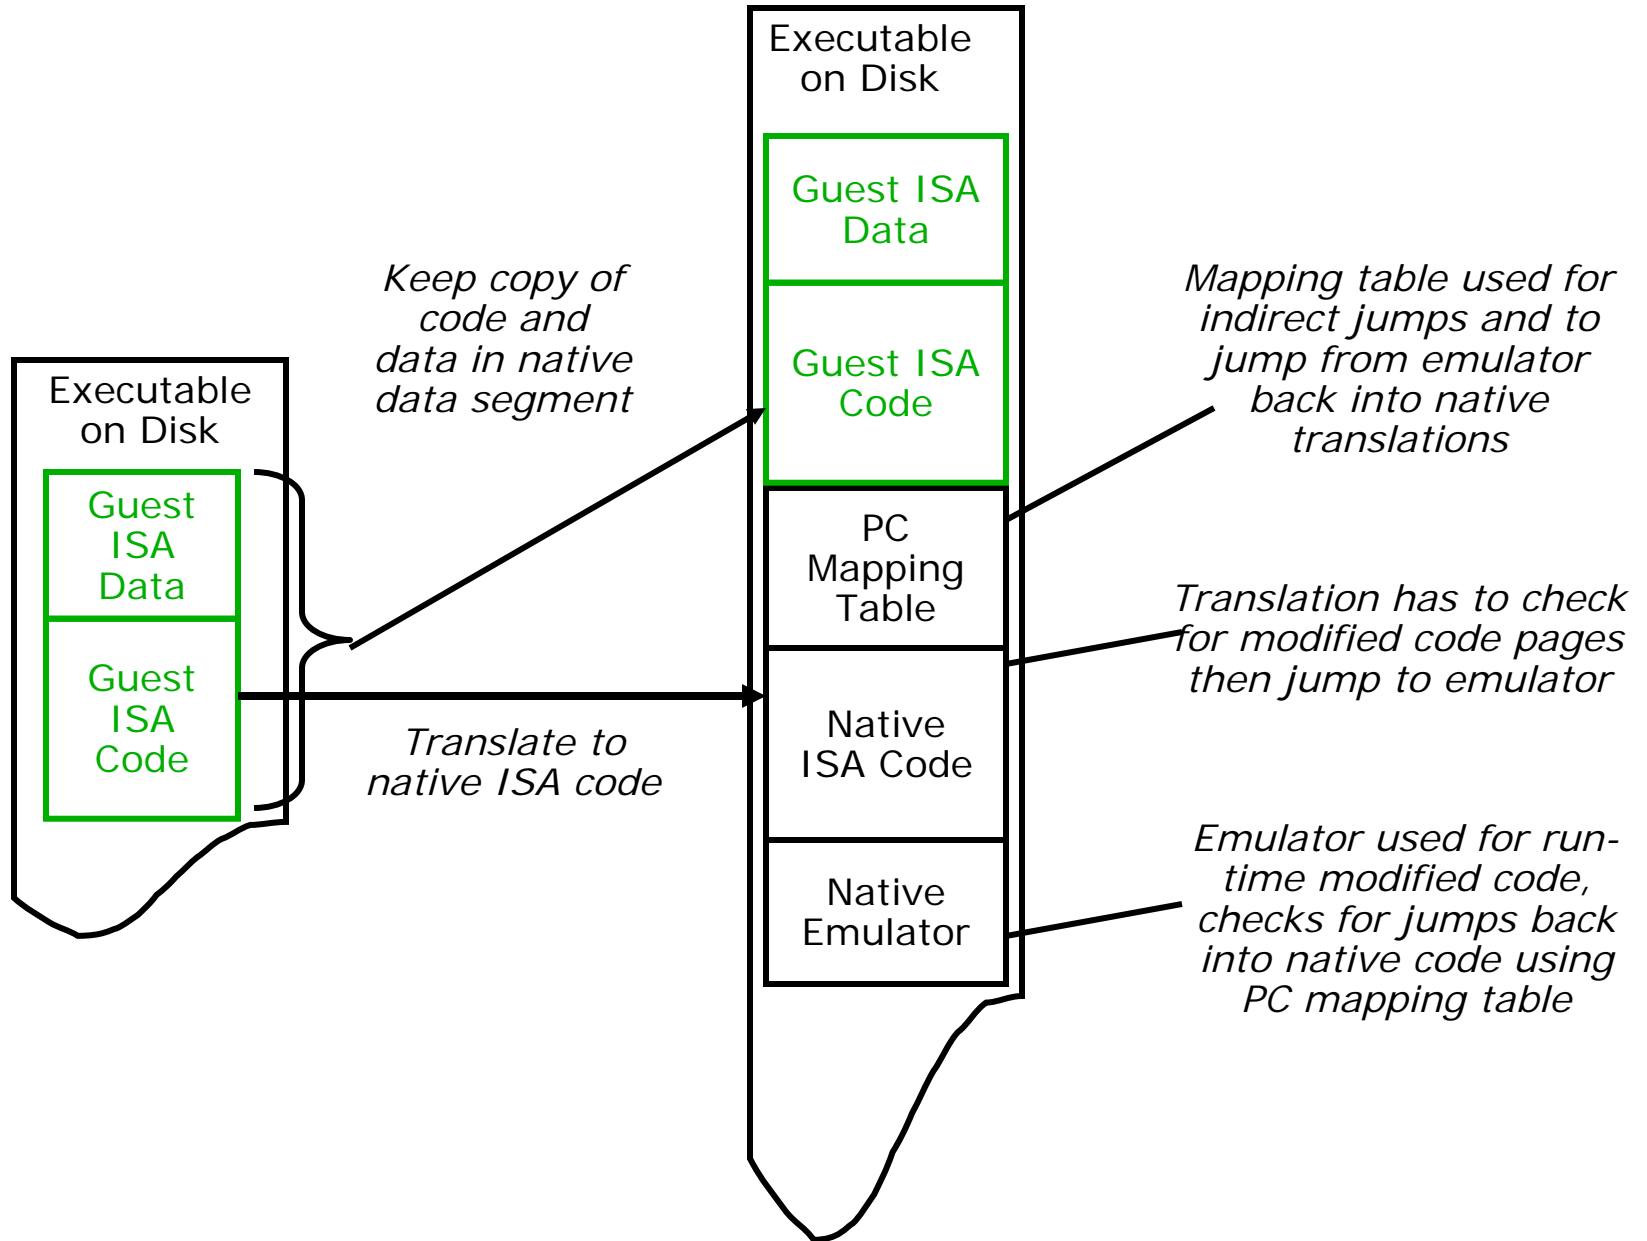 Executable
on Disk
Guest
ISA
Data
Guest
ISA
Code
Keep copy of
code and
data in native
data segment
Translate to
native ISA code
Executable
on Disk
Guest ISA
Data
Guest ISA
Code
PC
Mapping
Table
Native
ISA Code
Native
Emulator
Mapping table used for
indirect jumps and to
jump from emulator
back into native
translations
Translation has to check
for modified code pages
then jump to emulator
Emulator used for run-
time modified code,
checks for jumps back
into native code using
PC mapping table